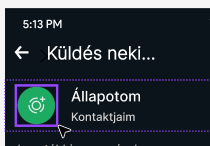 5:13 PM
Küldés neki...
Állapotom
Kontaktjaim